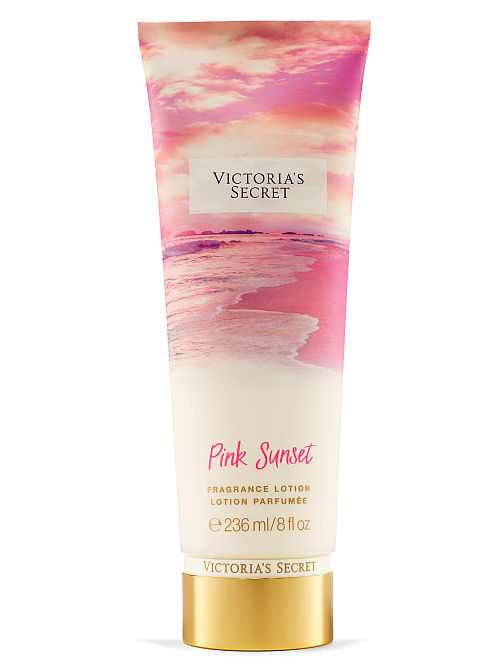 VICTORIA'S
SECRET
Pink Sunset
FRAGRANCE LOTION
LOTION PARFUMÉE
℮ 236 ml/8 fl oz
VICTORIA'S SECRET